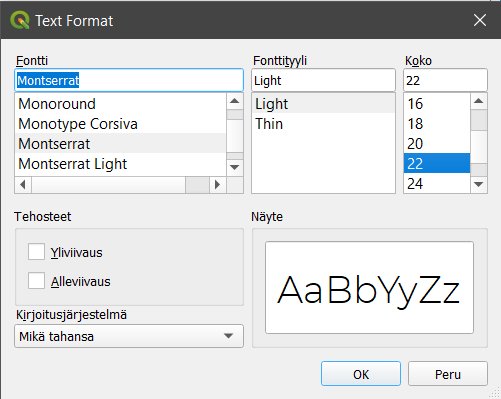 Text Format
Fontti
Montserrat
Monoround
Monotype Corsiva
Montserrat
Montserrat Light
Fonttityyli
Light
Light
Thin
Koko
22
16
18
20
22
24
Tehosteet
Yliviivaus
Alleviivaus
Kirjoitusjärjestelmä
Mikä tahansa
Näyte
AaBbYyZz
OK
Peru